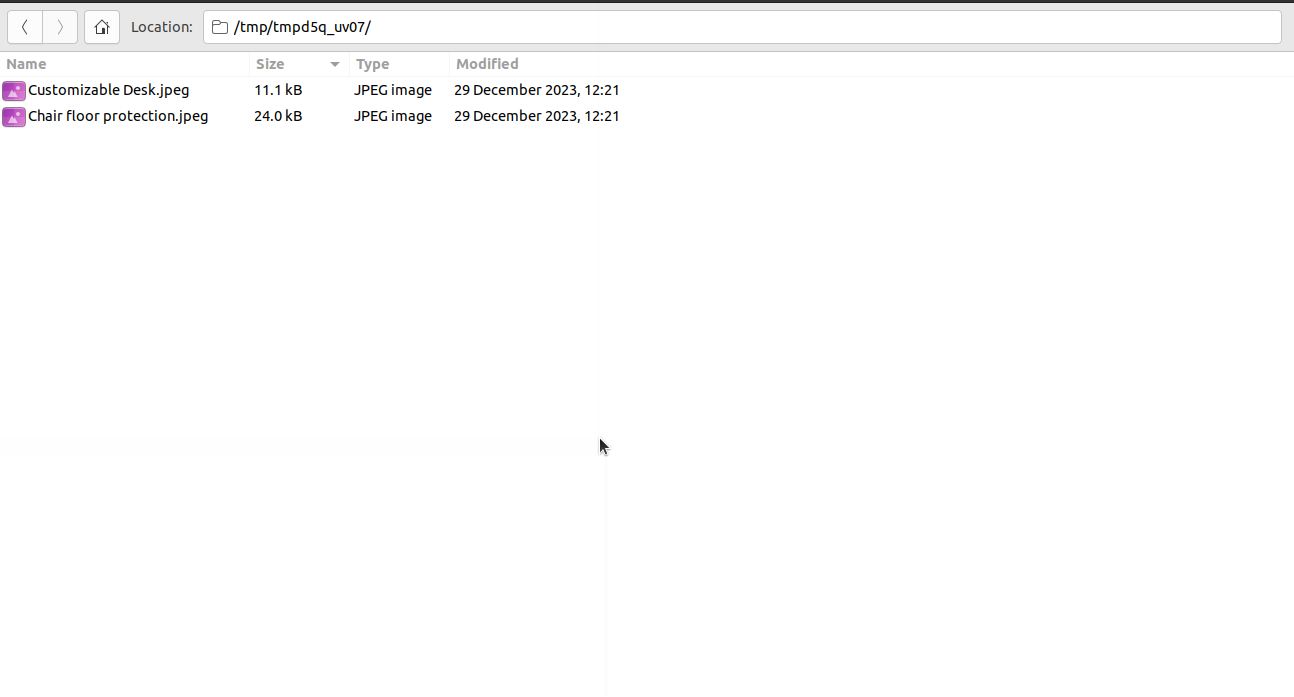 Location: /tmp/tmpd5q_uv07/
Name Size Type Modified
Customizable Desk.jpeg 11.1 kB JPEG image 29 December 2023, 12:21
Chair floor protection.jpeg 24.0 kB JPEG image 29 December 2023, 12:21